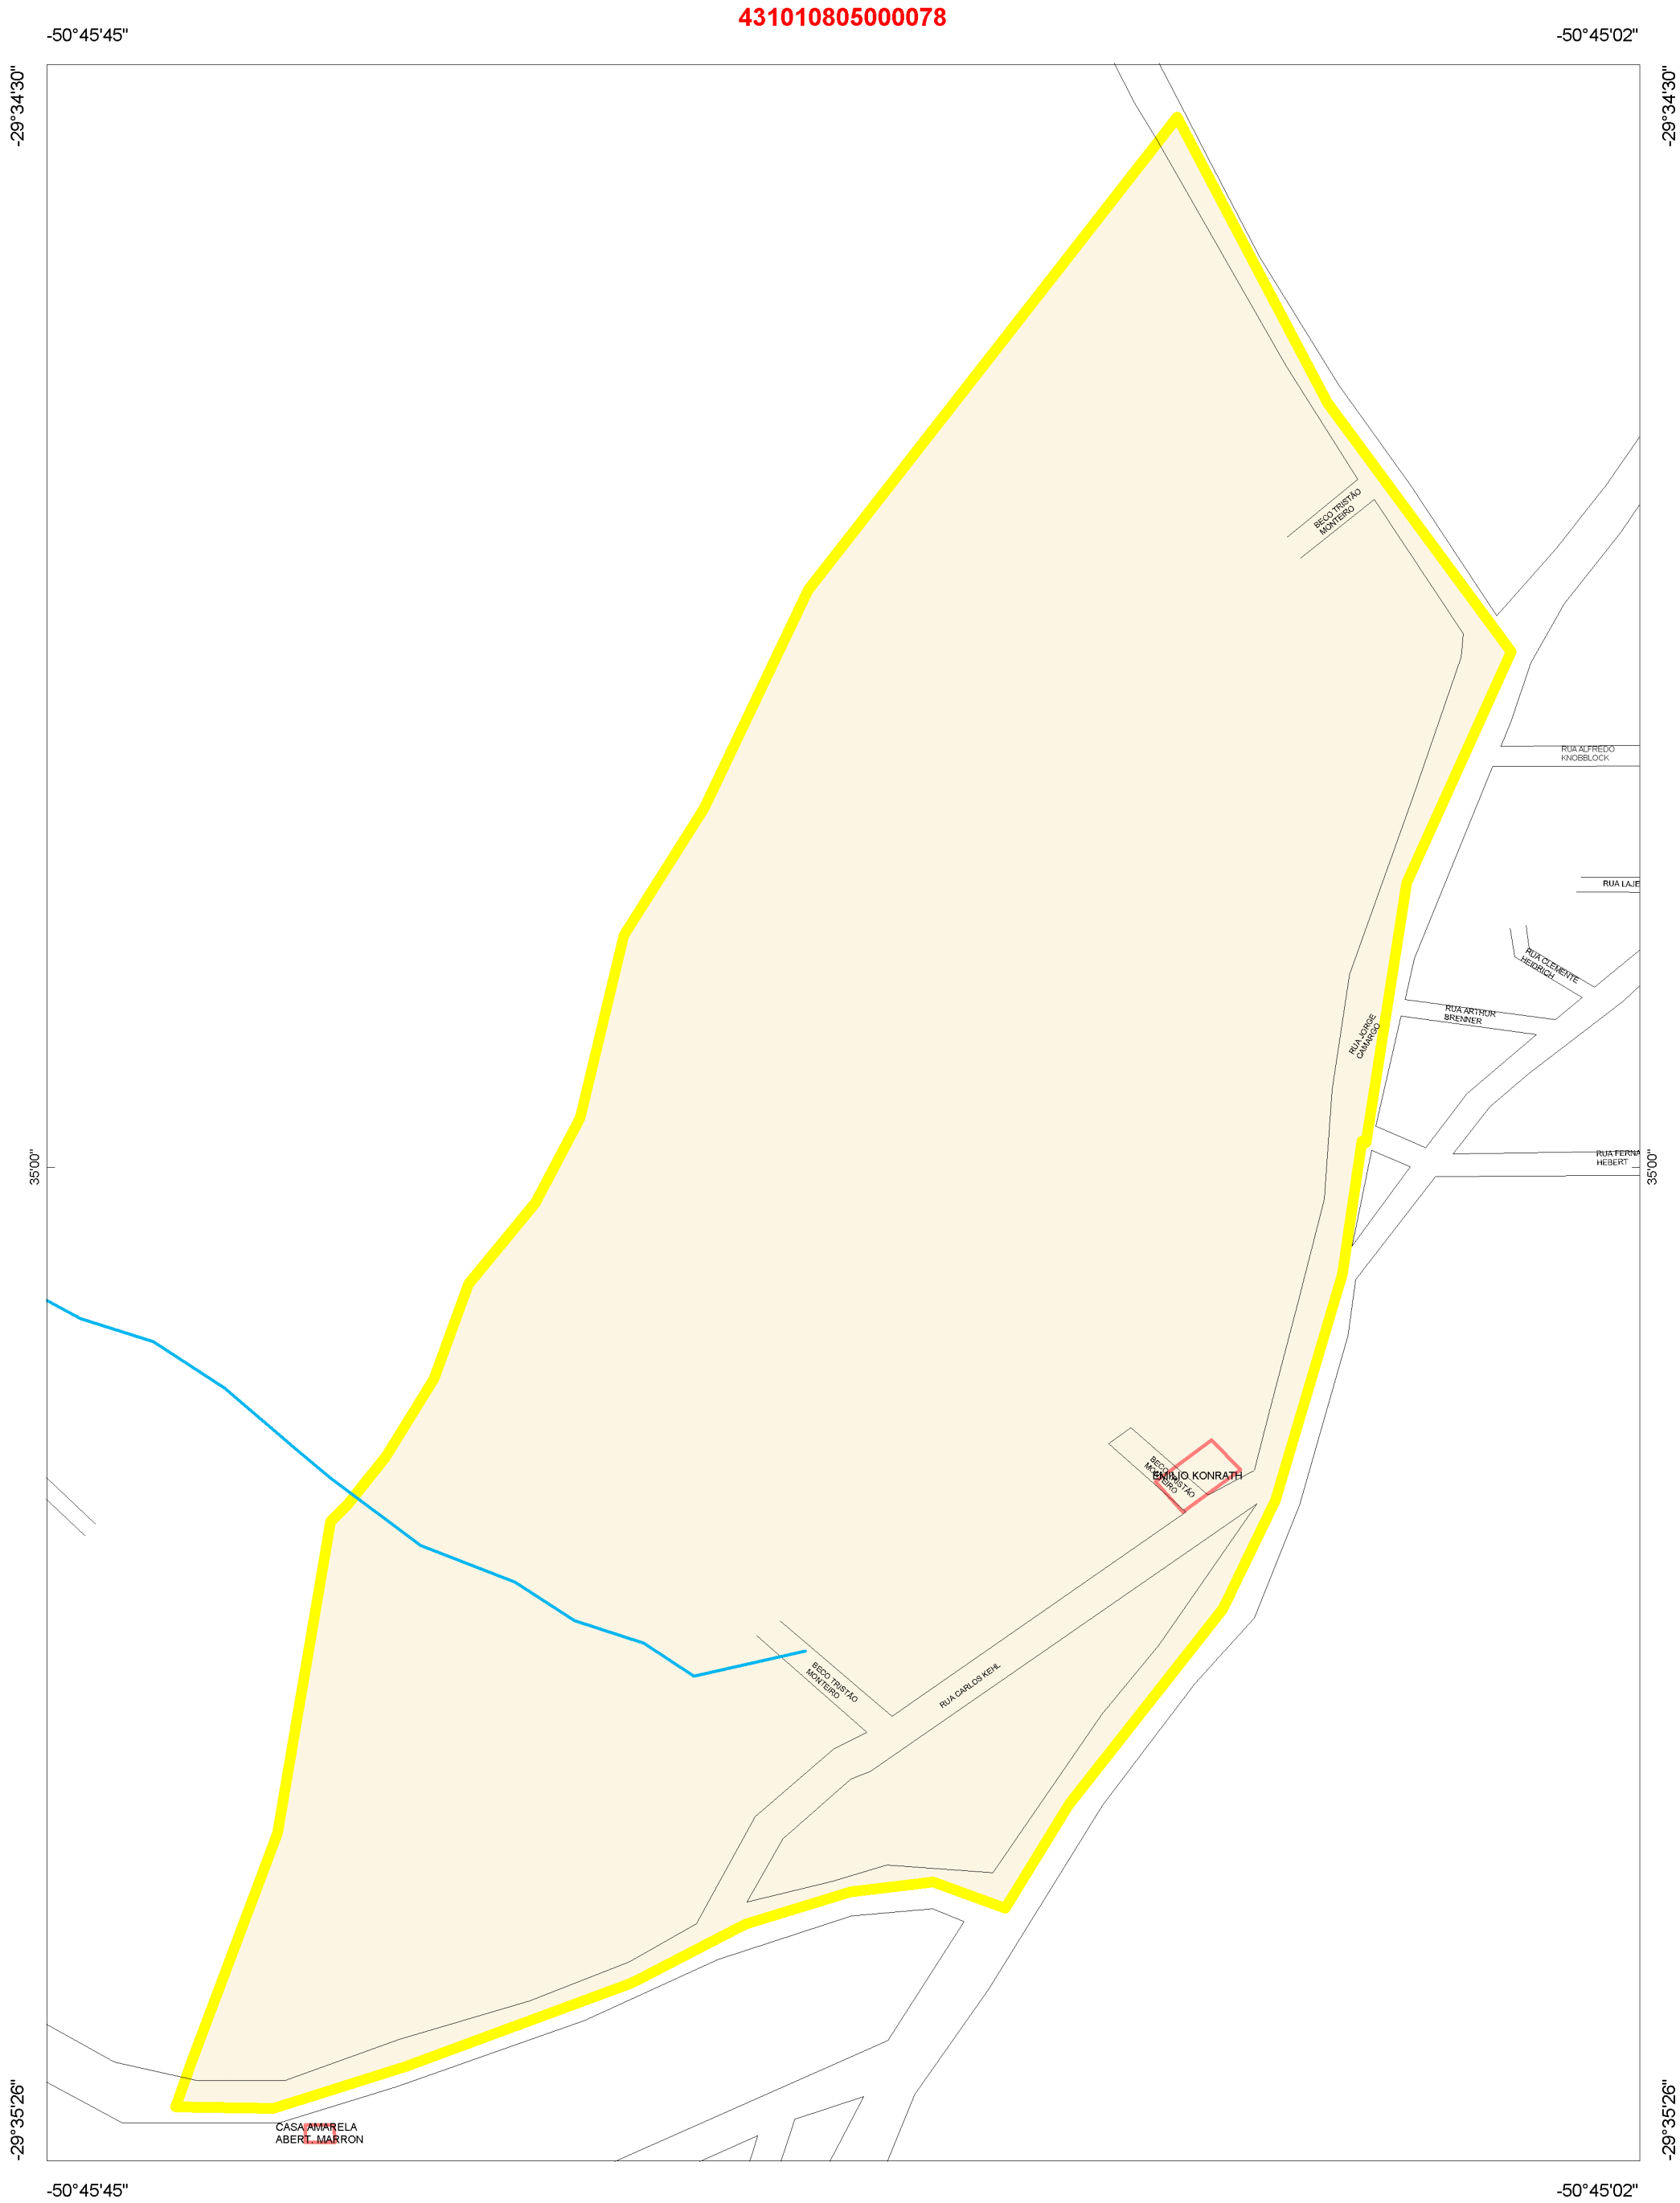 431010805000078
-50°45'45"
-50°45'02"
-29°34'30"
-29°34'30"
BECO TRISTÃO
MONTEIRO
RUA ALFREDO
KNOBBLOCK
RUA LAJE
RUA CLEMENTE
HEIDRICH
RUA ARTHUR
BRENNER
RUA JORGE
CAMARGO
RUA FERNA
HEBERT
35'00"
35'00"
BECO TRISTÃO
MONTEIRO
EMILIO KONRATH
BECO TRISTÃO
MONTEIRO
RUA CARLOS KEHL
CASA AMARELA
ABERT. MARRON
-29°35'26"
-29°35'26"
-50°45'45"
-50°45'02"